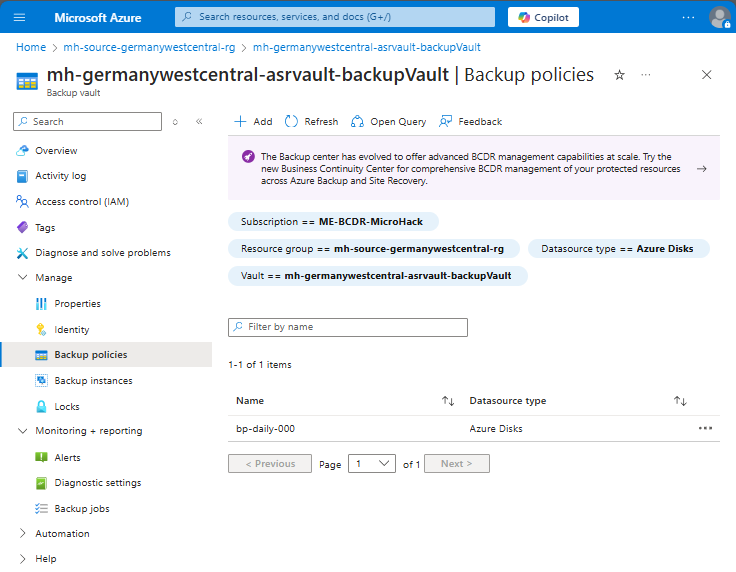 Microsoft Azure
Search resources, services, and docs (G+/)
Copilot
Home > mh-source-germanywestcentral-rg > mh-germanywestcentral-asrvault-backupVault
mh-germanywestcentral-asrvault-backupVault | Backup policies
Backup vault
Search
Overview
Activity log
Access control (IAM)
Tags
Diagnose and solve problems
Manage
Properties
Identity
Backup policies
Backup instances
Locks
Monitoring + reporting
Alerts
Diagnostic settings
Backup jobs
Automation
Help
Add Refresh Open Query Feedback
The Backup center has evolved to offer advanced BCDR management capabilities at scale. Try the
new Business Continuity Center for comprehensive BCDR management of your protected resources
across Azure Backup and Site Recovery.
Subscription == ME-BCDR-MicroHack
Resource group == mh-source-germanywestcentral-rg Datasource type == Azure Disks
Vault == mh-germanywestcentral-asrvault-backupVault
Filter by name
1-1 of 1 items
Name Datasource type
bp-daily-000 Azure Disks
< Previous Page 1 of 1 Next >